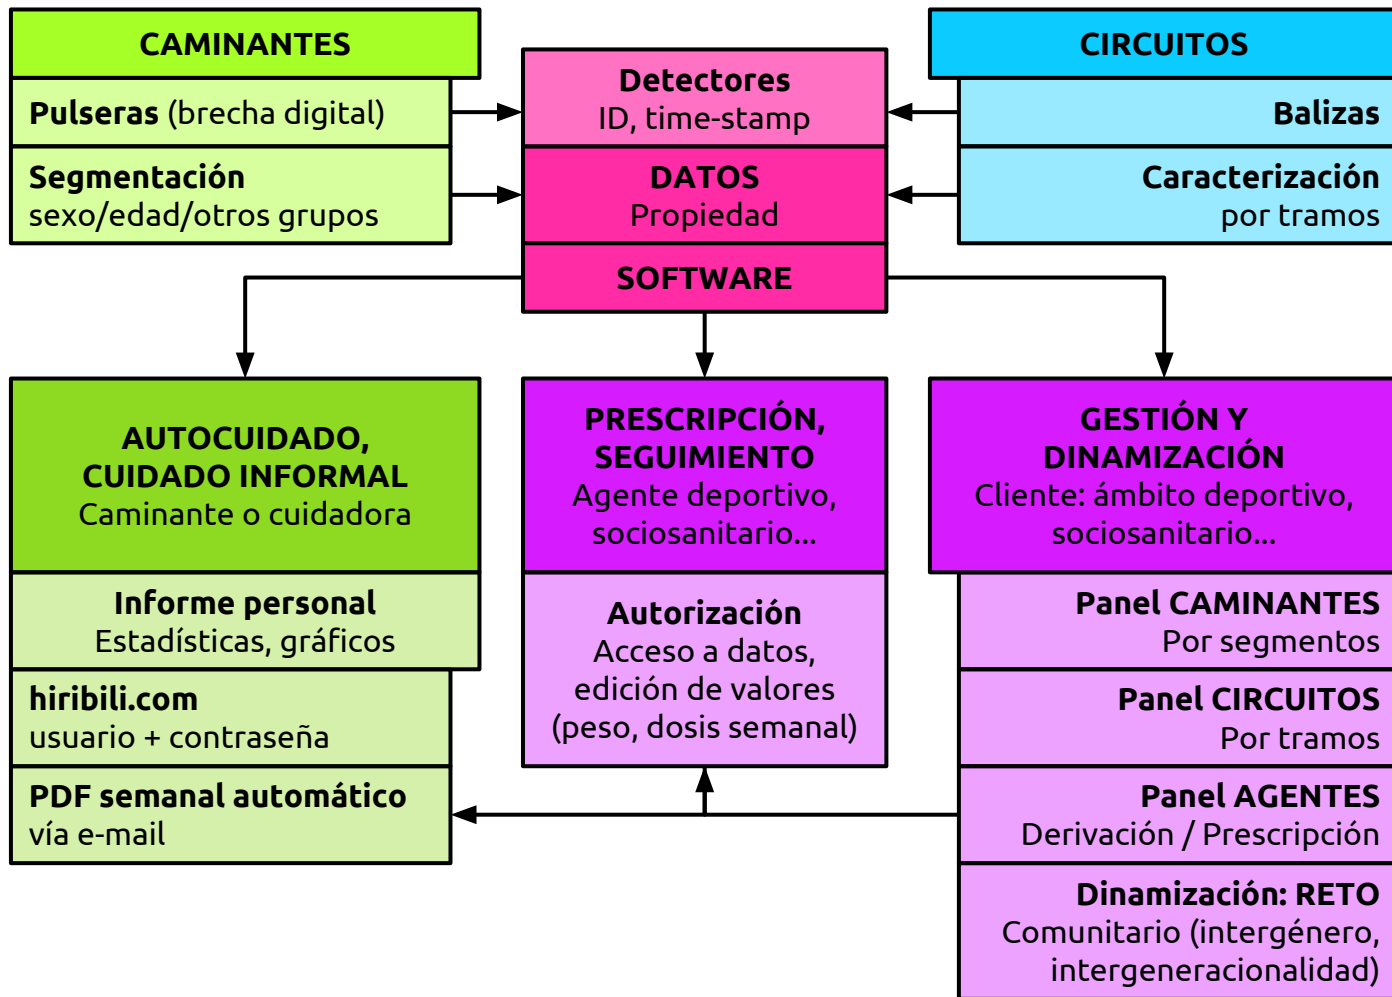 CAMINANTES
Pulseras (brecha digital)
Segmentación
sexo/edad/otros grupos
Detectores
ID, time-stamp
DATOS
Propiedad
SOFTWARE
CIRCUITOS
Balizas
Caracterización
por tramos
AUTOCUIDADO,
CUIDADO INFORMAL
Caminante o cuidadora
Informe personal
Estadísticas, gráficos
hiribili.com
usuario + contraseña
PDF semanal automático
vía e-mail
PRESCRIPCIÓN,
SEGUIMIENTO
Agente deportivo,
sociosanitario...
Autorización
Acceso a datos,
edición de valores
(peso, dosis semanal)
GESTIÓN Y
DINAMIZACIÓN
Cliente: ámbito deportivo,
sociosanitario...
Panel CAMINANTES
Por segmentos
Panel CIRCUITOS
Por tramos
Panel AGENTES
Derivación / Prescripción
Dinamización: RETO
Comunitario (intergénero,
intergeneracionalidad)